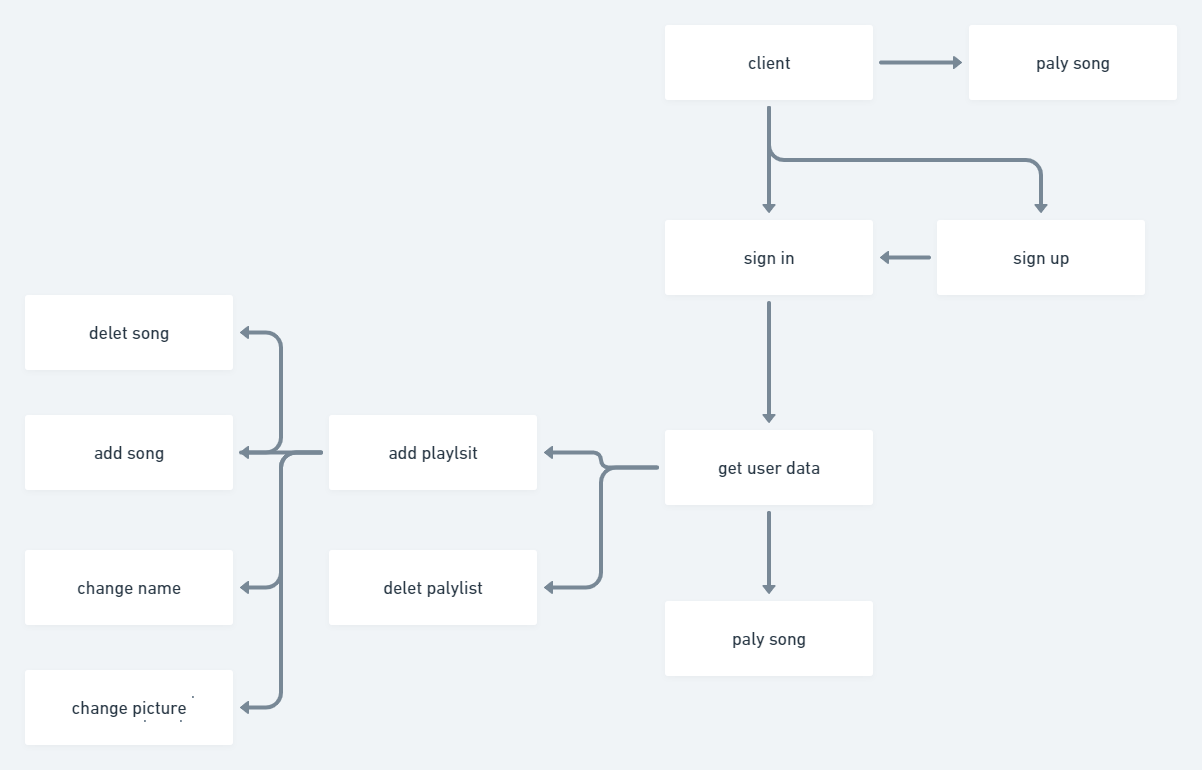 client
paly song
sign in
sign up
delet song
add song
add playlsit
get user data
change name
delet palylist
paly song
change picture